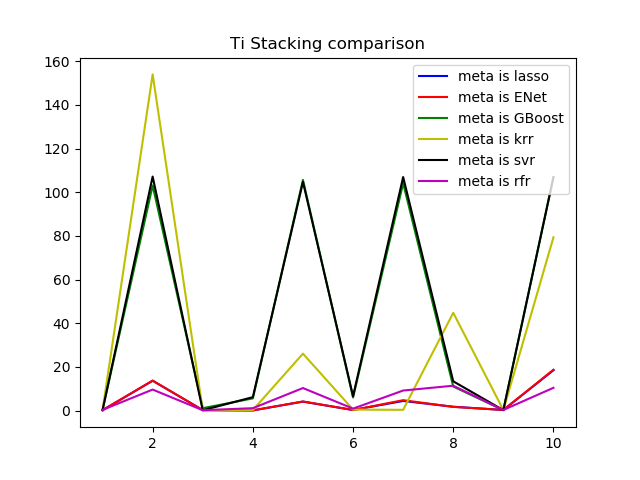 Ti Stacking comparison
160
140
120
100
80
60
40
20
0
meta is lasso
meta is ENet
meta is GBoost
meta is krr
meta is svr
meta is rfr
2
4
6
8
10